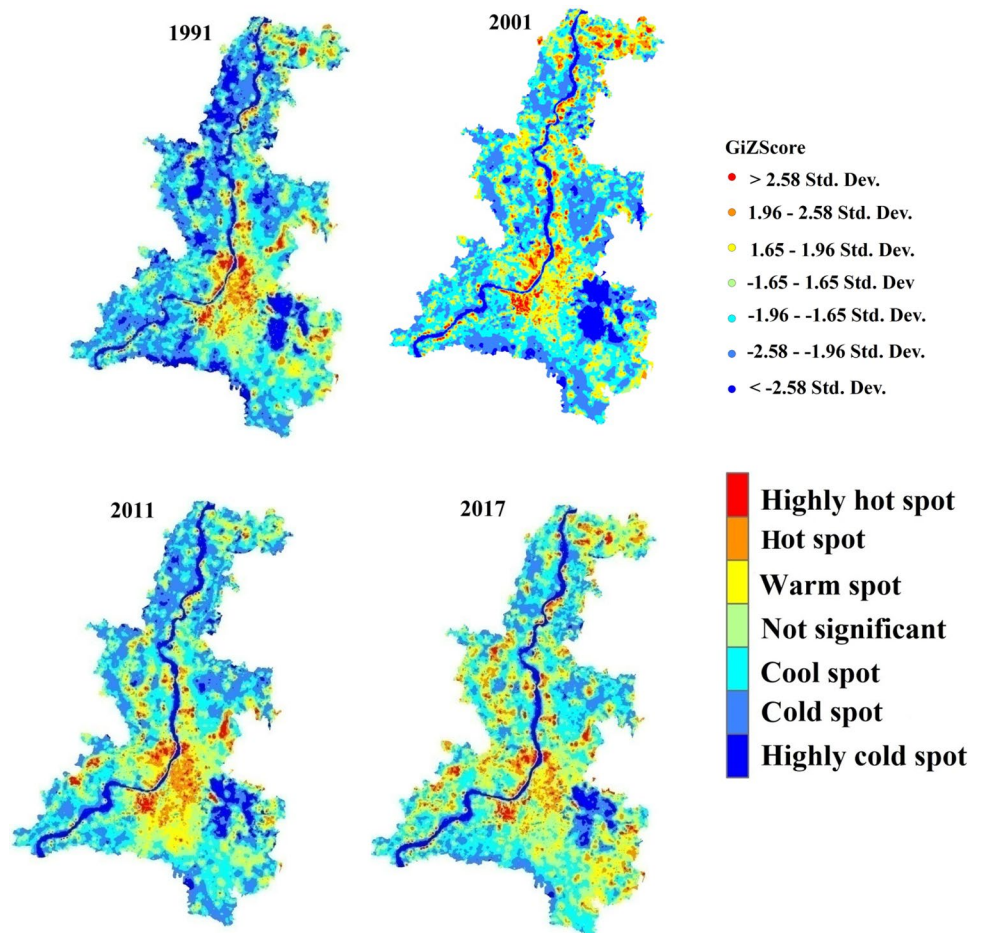 1991
2001
GiZScore
> 2.58 Std. Dev.
1.96 - 2.58 Std. Dev.
1.65 - 1.96 Std. Dev.
-1.65 - 1.65 Std. Dev
-1.96 - -1.65 Std. Dev.
-2.58 - -1.96 Std. Dev.
< -2.58 Std. Dev.
2011
2017
Highly hot spot
Hot spot
Warm spot
Not significant
Cool spot
Cold spot
Highly cold spot